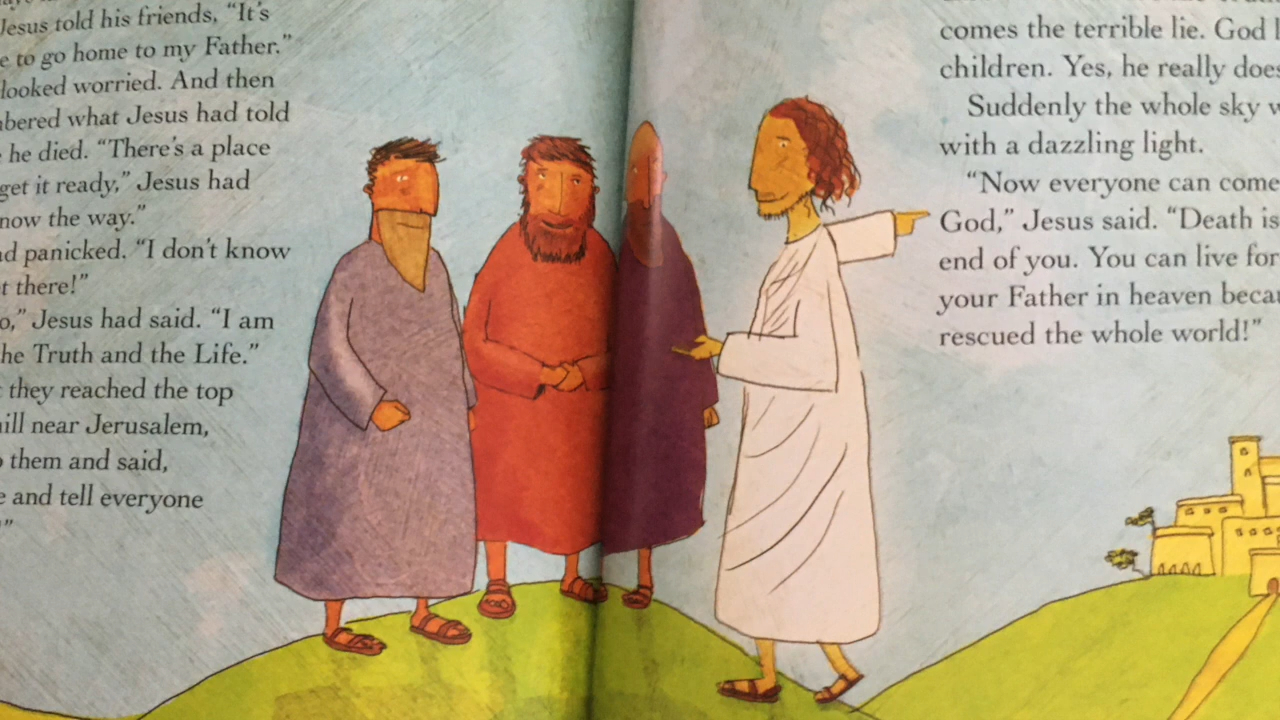 Jesus told his friends, "It's
to go home to my Father."
looked worried. And then
what Jesus had told
he died. "There's a place
get it ready," Jesus had
the way."
panicked. "I don't know
there!"
Jesus had said. "I am
the Truth and the Life."
they reached the top
near Jerusalem,
them and said,
and tell everyone
"
comes the terrible lie. God
children. Yes, he really does
Suddenly the whole sky
with a dazzling light.
"Now everyone can come
God," Jesus said. "Death is
end of you. You can live for
your Father in heaven
rescued the whole world!"